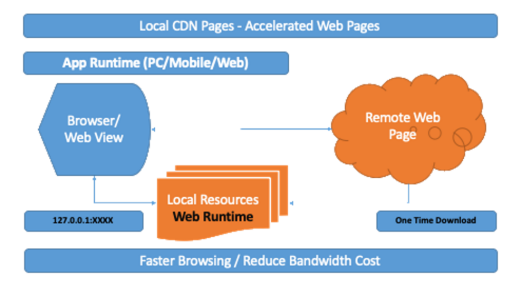 Local CDN Pages - Accelerated Web Pages
App Runtime (PC/Mobile/Web)
Browser/
Web View
Remote Web
Page
Local Resources
Web Runtime
127.0.0.1:XXXX
One Time Download
Faster Browsing / Reduce Bandwidth Cost